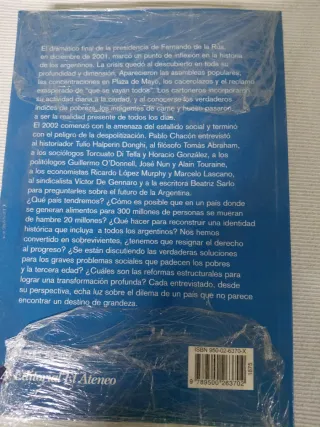 El dramático final de la presidencia de Fernando de la Rúa,
en diciembre de 2001, marcó un punto de inflexión en la historia
de los argentinos. La crisis quedó al descubierto en toda su
profundidad y dimensión. Aparecieron las asambleas populares,
las concentraciones en Plaza de Mayo, los cacerolazos y el reclamo
exasperado de "que se vayan todos". Los cartoneros incorporaron
su actividad diaria a la ciudad, y al conocerse los verdaderos
índices de pobreza, las imágenes de carne y hueso pasaron
a ser la realidad presente de todos los días.
El 2002 comenzó con la amenaza del estallido social y terminó
con el peligro de la despolitización. Pablo Chacón entrevistó
al historiador Tulio Halperin Donghi, al filósofo Tomás Abraham,
a los sociólogos Torcuato Di Tella y Horacio González, a los
politólogos Guillermo O'Donnell, José Nun y Alain Touraine,
a los economistas Ricardo López Murphy y Marcelo Lascano,
al sindicalista Víctor De Gennaro y a la escritora Beatriz Sarlo
para preguntarles sobre el futuro de la Argentina.
¿Qué país tendremos? ¿Cómo es posible que en un país donde
se generan alimentos para 300 millones de personas se mueran
de hambre 20 millones? ¿Qué hacer para reconstruir una identidad
histórica que incluya a todos los argentinos? Nos hemos
convertido en sobrevivientes, ¿tenemos que resignar el derecho
al progreso? ¿Se están discutiendo las verdaderas soluciones
para los graves problemas sociales que padecen los pobres
y la tercera edad? ¿Cuáles son las reformas estructurales para
lograr una transformación profunda? Cada entrevistado, desde
su perspectiva, echa luz sobre el dilema de un país que no parece
encontrar un destino de grandeza.
ISBN 950-02-6370-X
9 789500 263702
Editorial El Ateneo